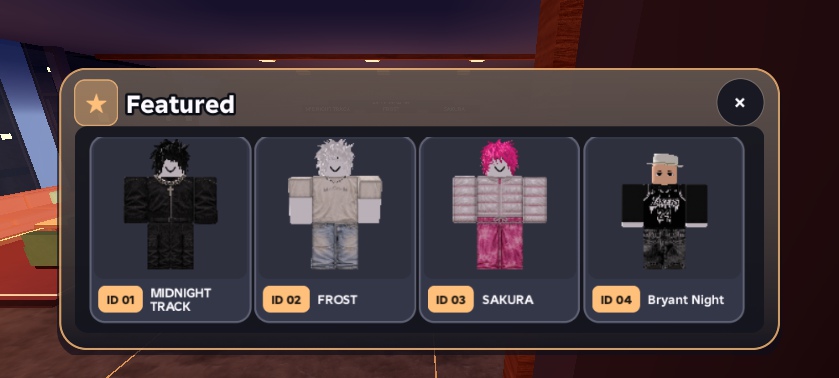 Featured
×
ID 01
MIDNIGHT
TRACK
ID 02
FROST
ID 03
SAKURA
ID 04
Bryant Night